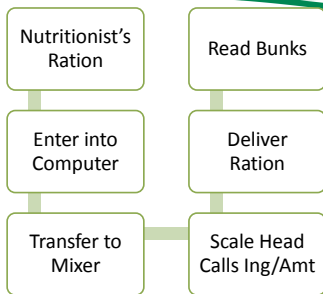 Nutritionist's
Ration
Enter into
Computer
Transfer to
Mixer
Scale Head
Calls Ing/Amt
Deliver
Ration
Read Bunks